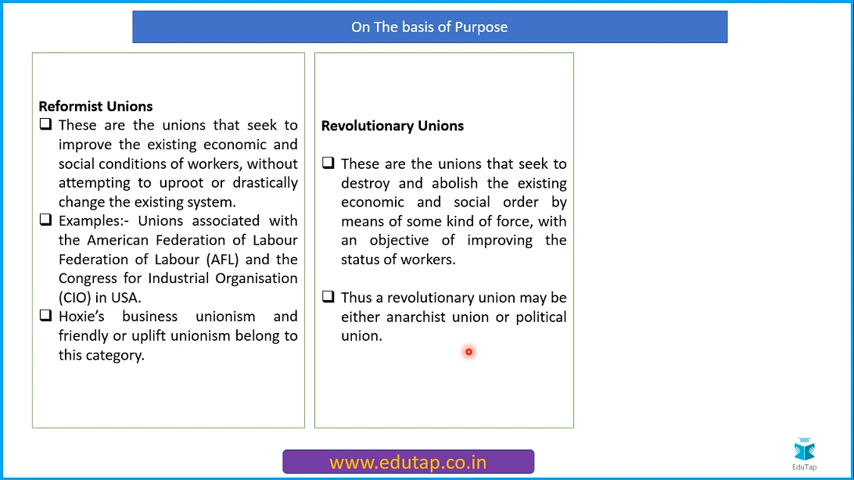 On The basis of Purpose
Reformist Unions
❑ These are the unions that seek to
improve the existing economic and
social conditions of workers, without
attempting to uproot or drastically
change the existing system.
❑ Examples:- Unions associated with
the American Federation of Labour
Federation of Labour (AFL) and the
Congress for Industrial Organisation
(CIO) in USA.
❑ Hoxie's business unionism and
friendly or uplift unionism belong to
this category.
Revolutionary Unions
❑ These are the unions that seek to
destroy and abolish the existing
economic and social order by
means of some kind of force, with
an objective of improving the
status of workers.
❑ Thus a revolutionary union may be
either anarchist union or political
union.
www.edutap.co.in
EduTap